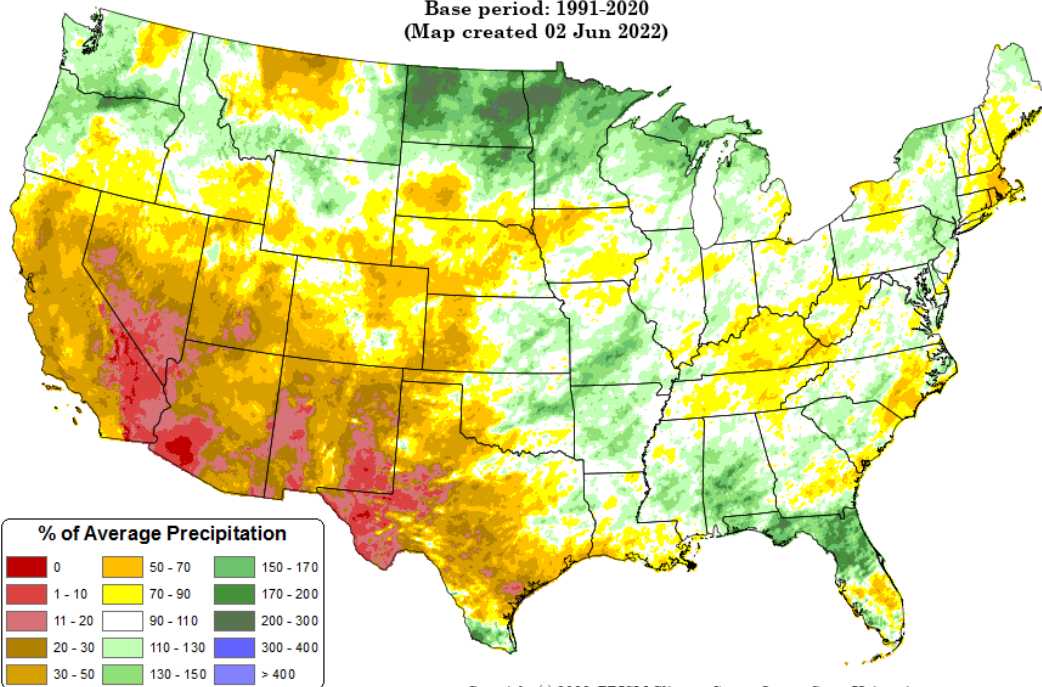 Base period: 1991-2020
(Map created 02 Jun 2022)
% of Average Precipitation
0
50 - 70
150 - 170
1 - 10
70 - 90
170 - 200
11 - 20
90 - 110
200 - 300
20 - 30
110 - 130
300 - 400
30 - 50
130 - 150
> 400